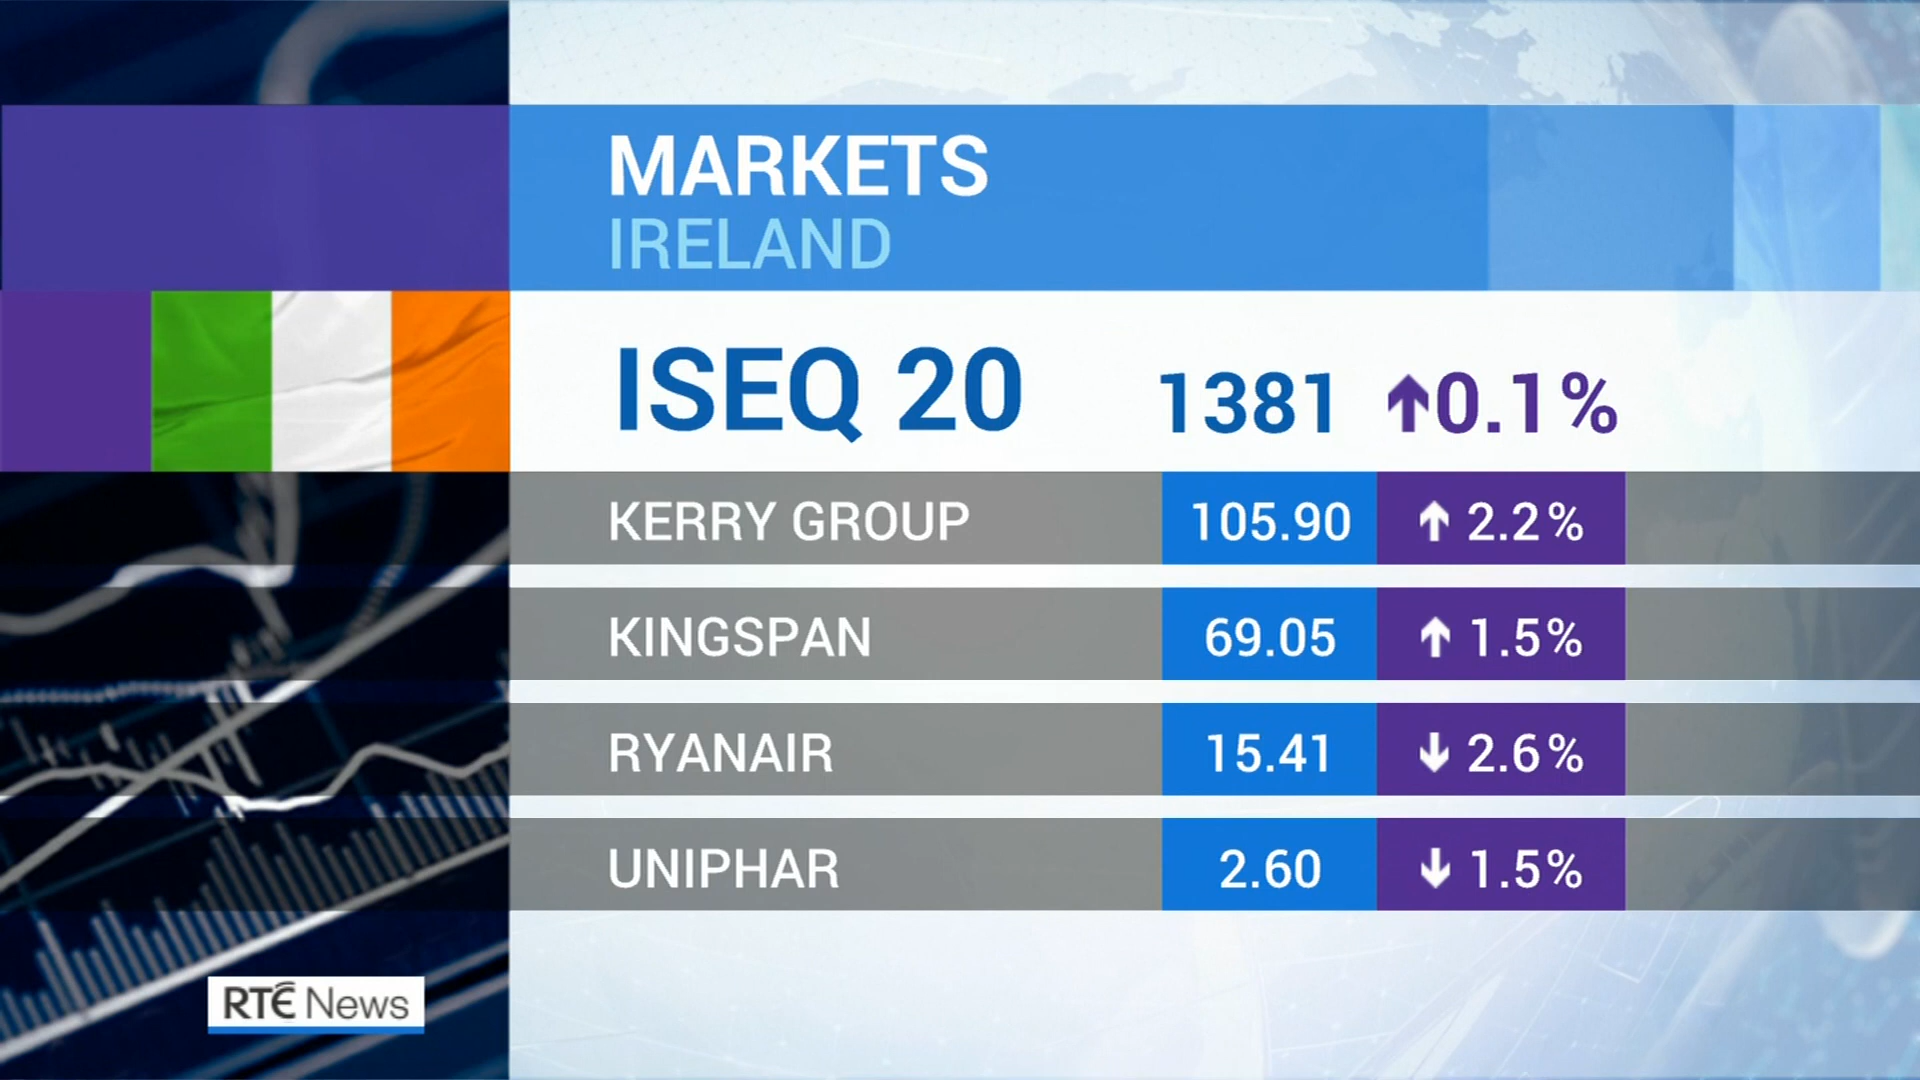 MARKETS
IRELAND
ISEQ 20 1381 ↑0.1%
KERRY GROUP 105.90 ↑ 2.2%
KINGSPAN 69.05 ↑ 1.5%
RYANAIR 15.41 ↓ 2.6%
UNIPHAR 2.60 ↓ 1.5%
RTÉ News